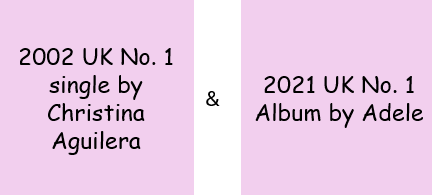 2002 UK No. 1
single by
Christina
Aguilera
&
2021 UK No. 1
Album by Adele